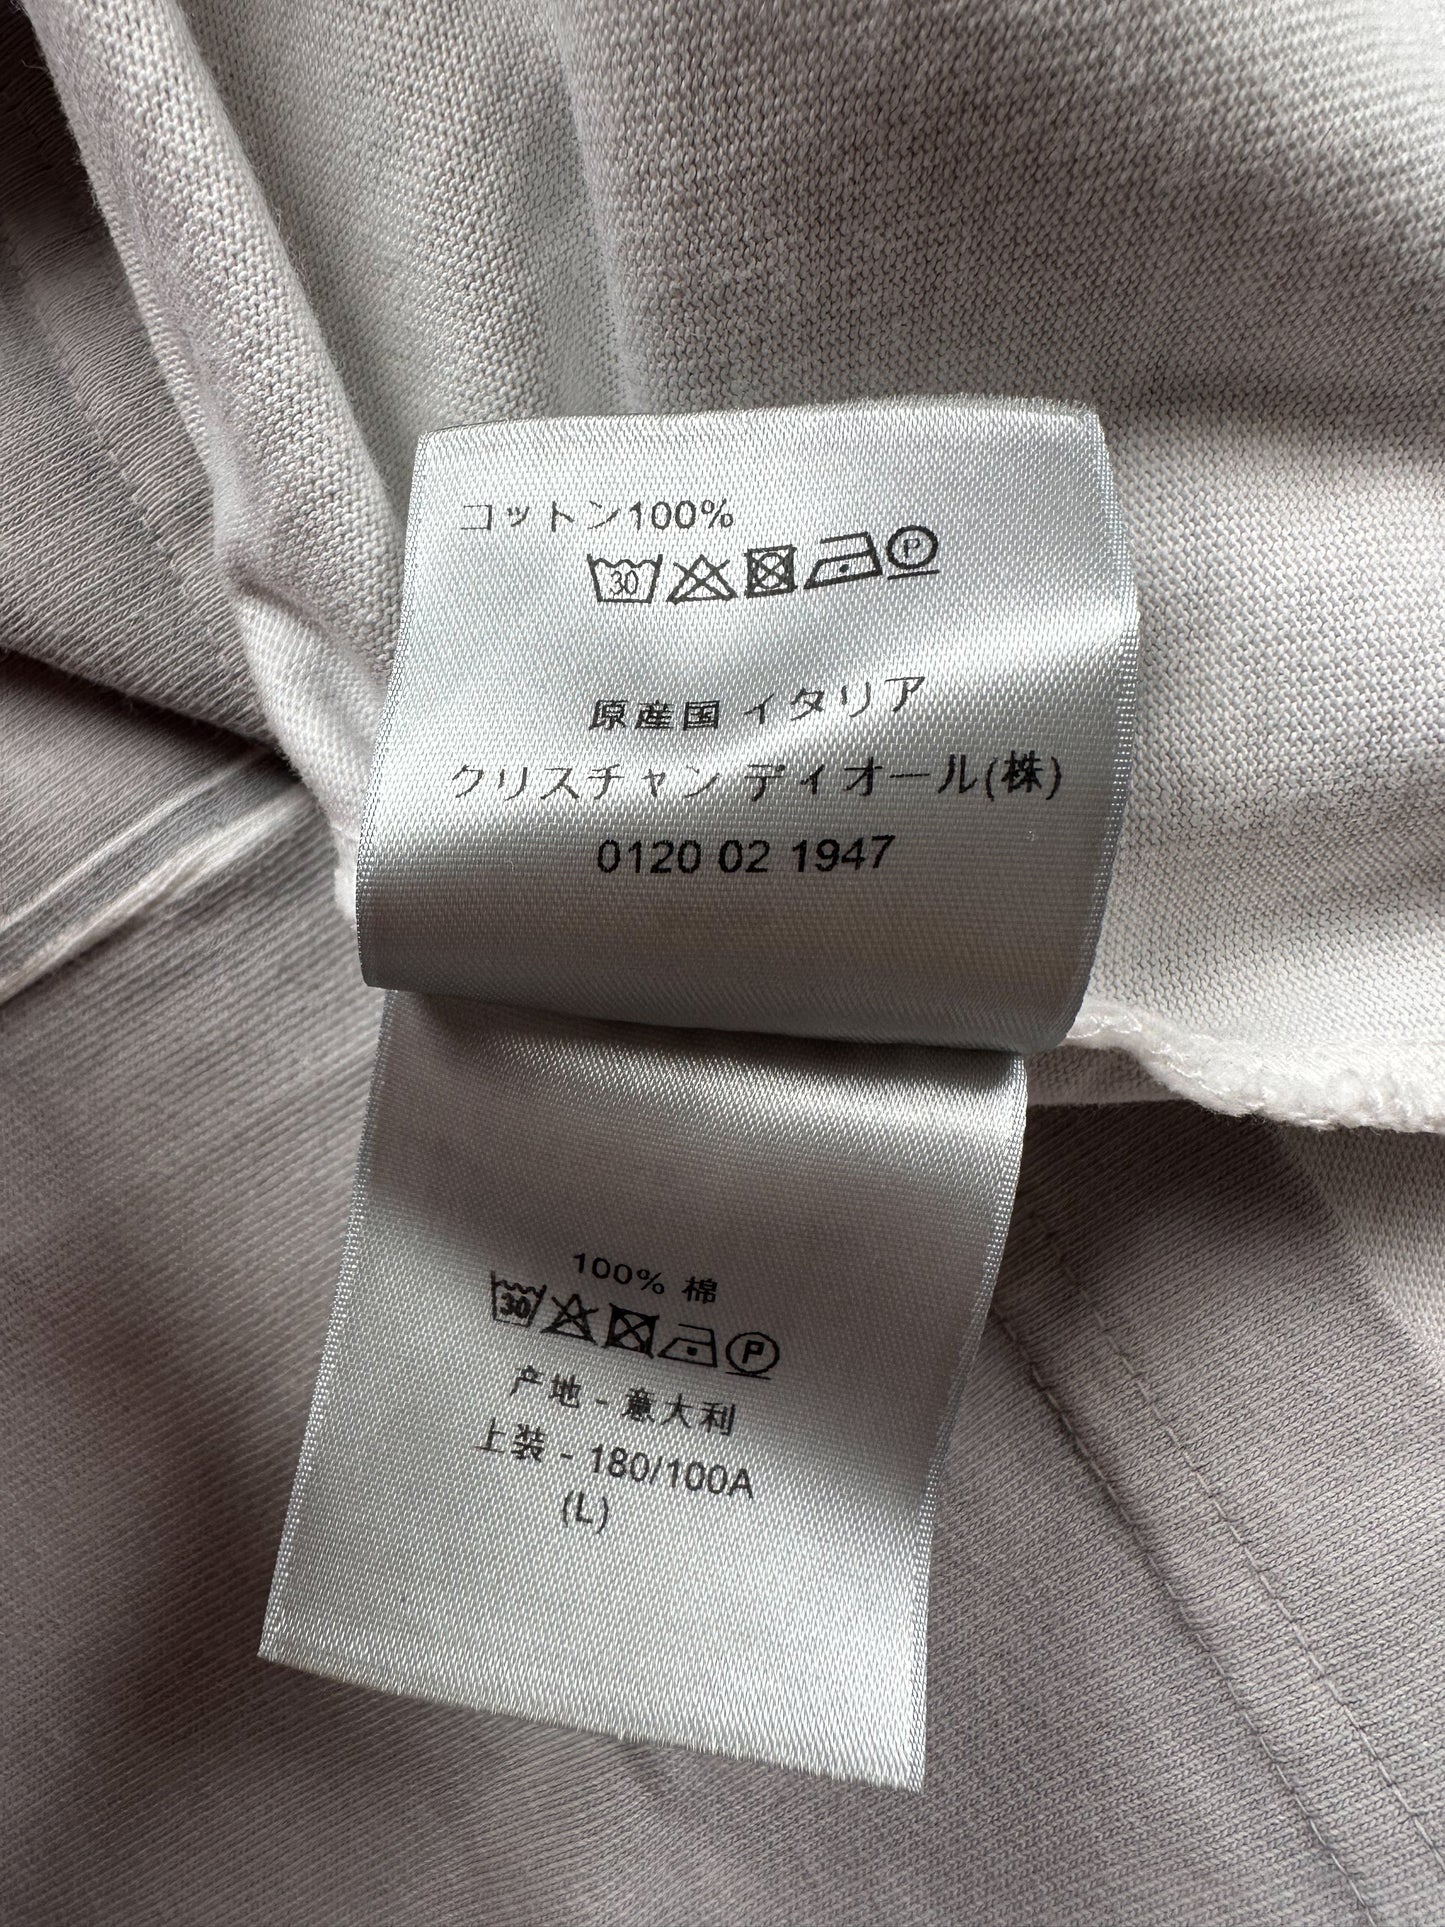 コットン100%
30 P
原産国 イタリア
クリスチャン ディオール(株)
0120 02 1947
100% 棉
30 P
产地 - 意大利
上装 - 180/100A
(L)